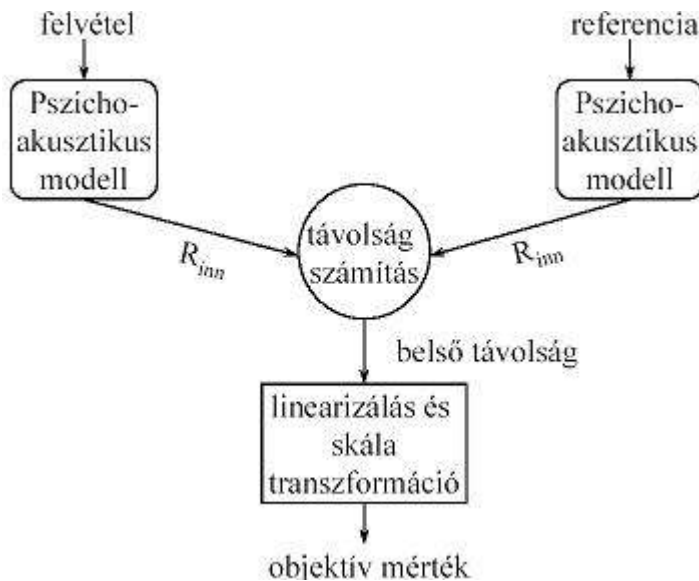 felvétel
referencia
Pszicho-
akusztikus
modell
Pszicho-
akusztikus
modell
R_inn
távolság
számítás
R_inn
belső távolság
linearizálás és
skála
transzformáció
objektív mérték